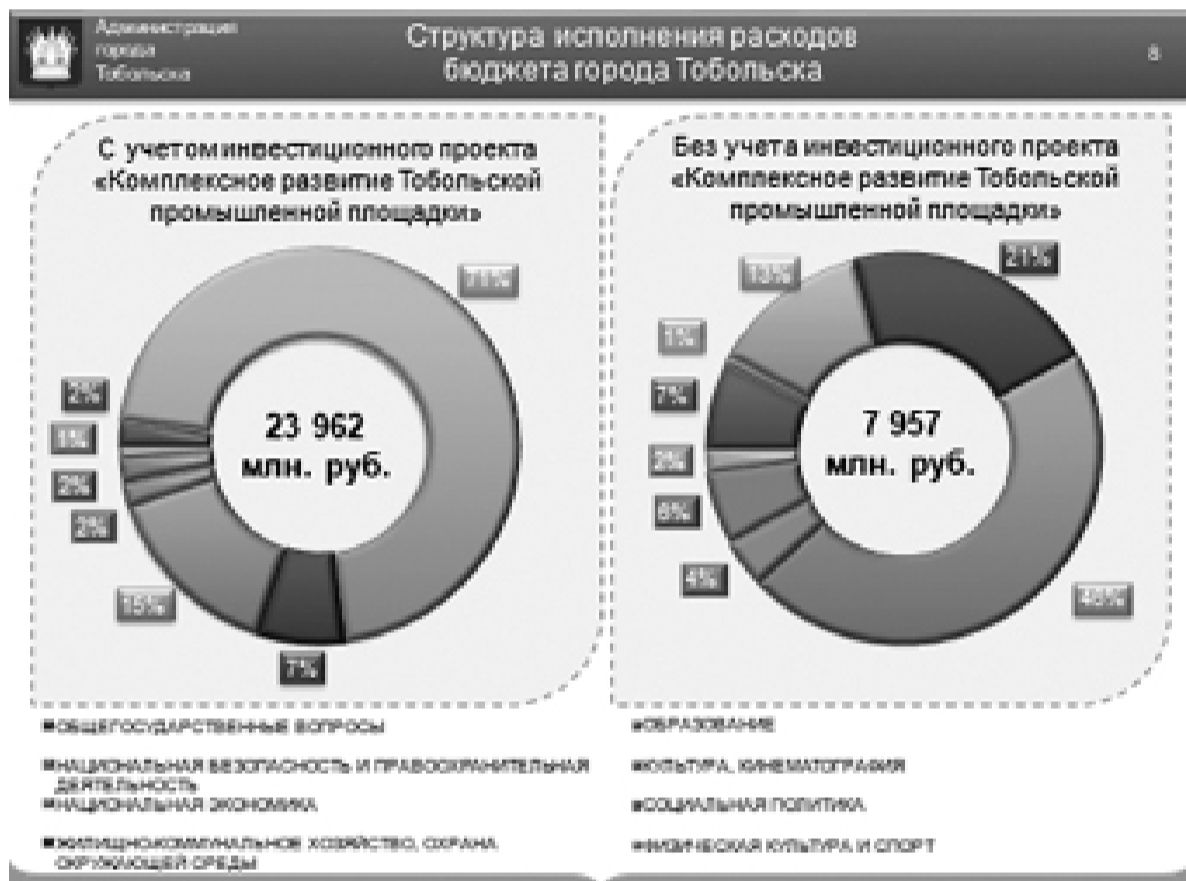 Администрация
города
Тобольска
Структура исполнения расходов
бюджета города Тобольска
8
С учетом инвестиционного проекта
«Комплексное развитие Тобольской
промышленной площадки»
71%
2%
1%
2%
2%
15%
7%
23 962
млн. руб.
Без учета инвестиционного проекта
«Комплексное развитие Тобольской
промышленной площадки»
21%
13%
1%
7%
2%
6%
4%
46%
7 957
млн. руб.
ОБЩЕГОСУДАРСТВЕННЫЕ ВОПРОСЫ
НАЦИОНАЛЬНАЯ БЕЗОПАСНОСТЬ И ПРАВООХРАНИТЕЛЬНАЯ
ДЕЯТЕЛЬНОСТЬ
НАЦИОНАЛЬНАЯ ЭКОНОМИКА
ЖИЛИЩНО-КОММУНАЛЬНОЕ ХОЗЯЙСТВО, ОХРАНА
ОКРУЖАЮЩЕЙ СРЕДЫ
ОБРАЗОВАНИЕ
КУЛЬТУРА, КИНЕМАТОГРАФИЯ
СОЦИАЛЬНАЯ ПОЛИТИКА
ФИЗИЧЕСКАЯ КУЛЬТУРА И СПОРТ